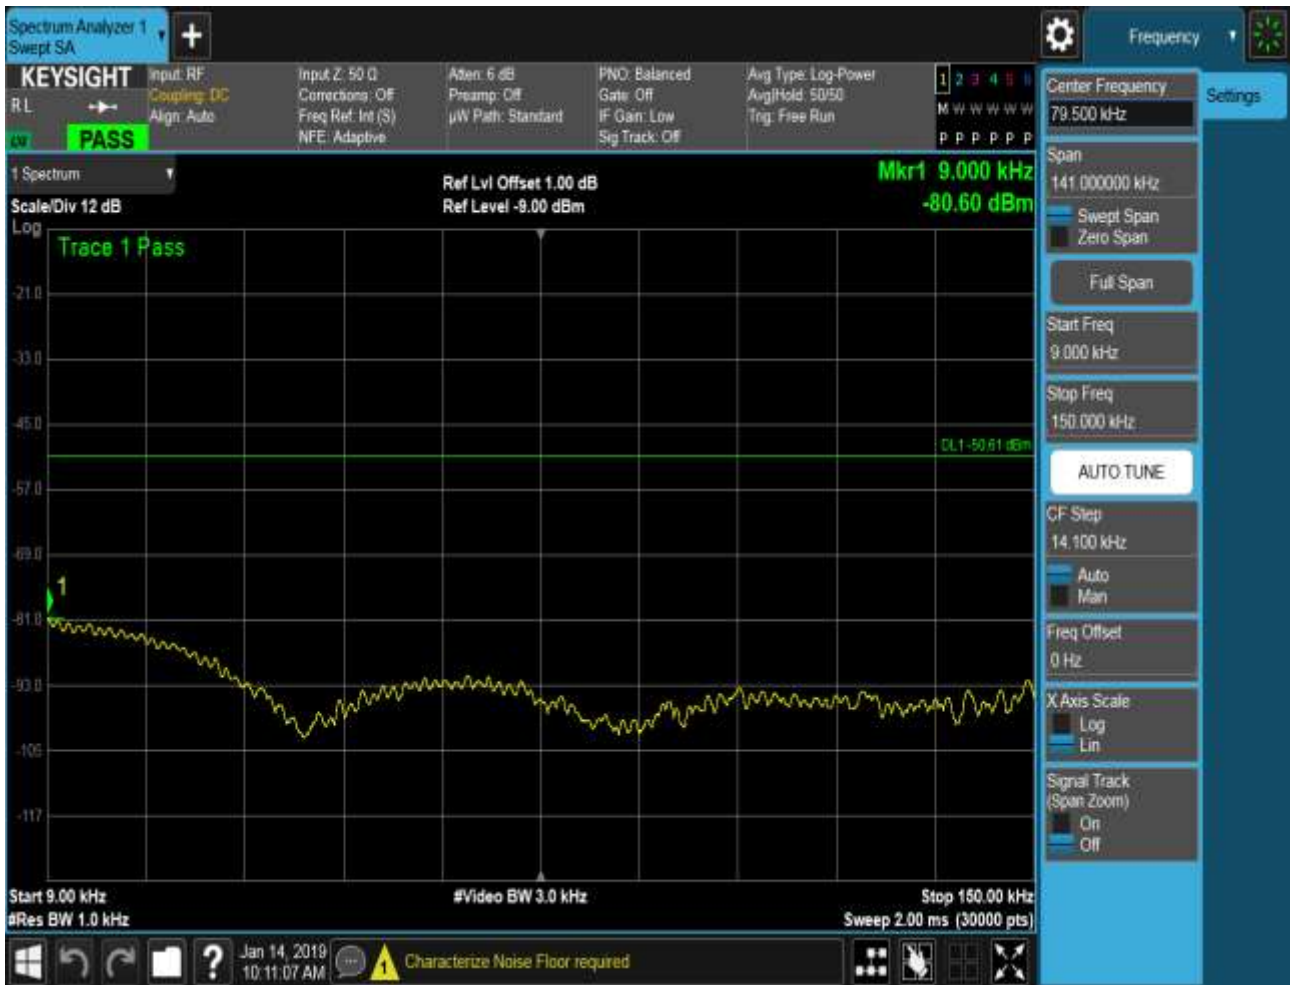 Spectrum Analyzer 1
Swept SA
Frequency
KEYSIGHT
R L
PASS
Input: RF
Coupling: DC
Align: Auto
Input Z: 50 Ω
Corrections: Off
Freq Ref: Int (S)
NFE: Adaptive
Atten: 6 dB
Preamp: Off
µW Path: Standard
PNO: Balanced
Gate: Off
IF Gain: Low
Sig Track: Off
Avg Type: Log-Power
Avg|Hold: 50/50
Trig: Free Run
1 2 3 4 5 6
M W W W W W
P P P P P P
1 Spectrum
Scale/Div 12 dB
Ref Lvl Offset 1.00 dB
Ref Level -9.00 dBm
Mkr1 9.000 kHz
-80.60 dBm
Log
Trace 1 Pass
-21.0
-33.0
-45.0
DL1 -50.61 dBm
-57.0
-69.0
1
-81.0
-93.0
-105
-117
Start 9.00 kHz
#Video BW 3.0 kHz
Stop 150.00 kHz
#Res BW 1.0 kHz
Sweep 2.00 ms (30000 pts)
Center Frequency
79.500 kHz
Settings
Span
141.000000 kHz
Swept Span
Zero Span
Full Span
Start Freq
9.000 kHz
Stop Freq
150.000 kHz
AUTO TUNE
CF Step
14.100 kHz
Auto
Man
Freq Offset
0 Hz
X Axis Scale
Log
Lin
Signal Track
(Span Zoom)
On
Off
?
Jan 14, 2019
10:11:07 AM
1
Characterize Noise Floor required